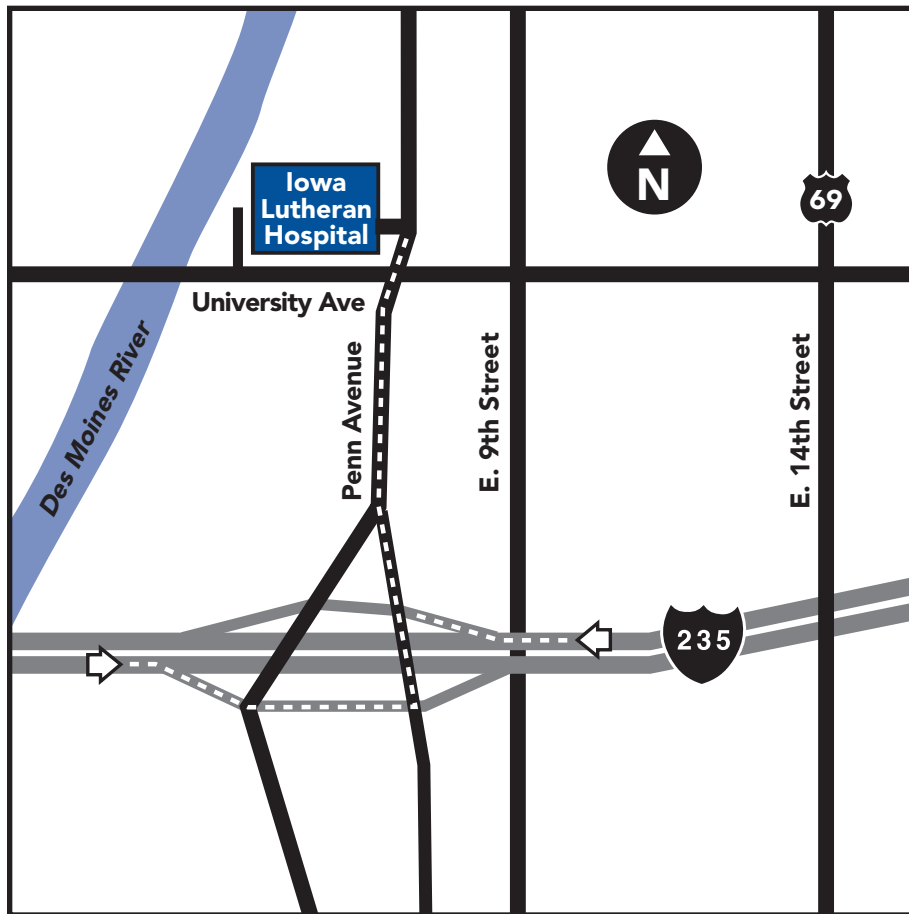 Iowa
Lutheran
Hospital
N
69
University Ave
Des Moines River
Penn Avenue
E. 9th Street
E. 14th Street
235